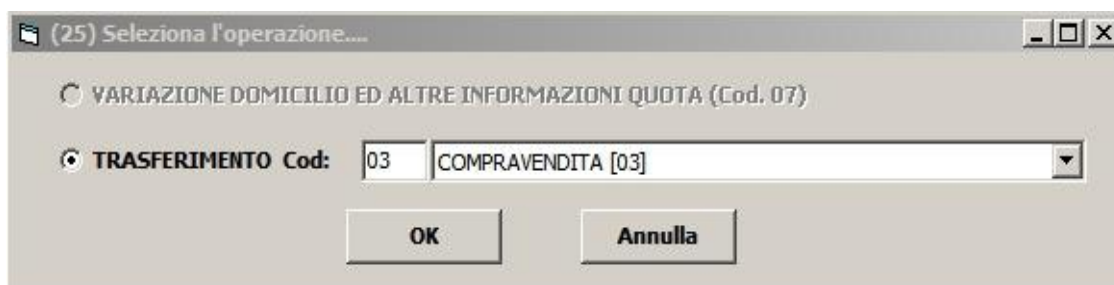 (25) Seleziona l'operazione....
VARIAZIONE DOMICILIO ED ALTRE INFORMAZIONI QUOTA (Cod. 07)
TRASFERIMENTO Cod: 03 COMPRAVENDITA [03]
OK Annulla